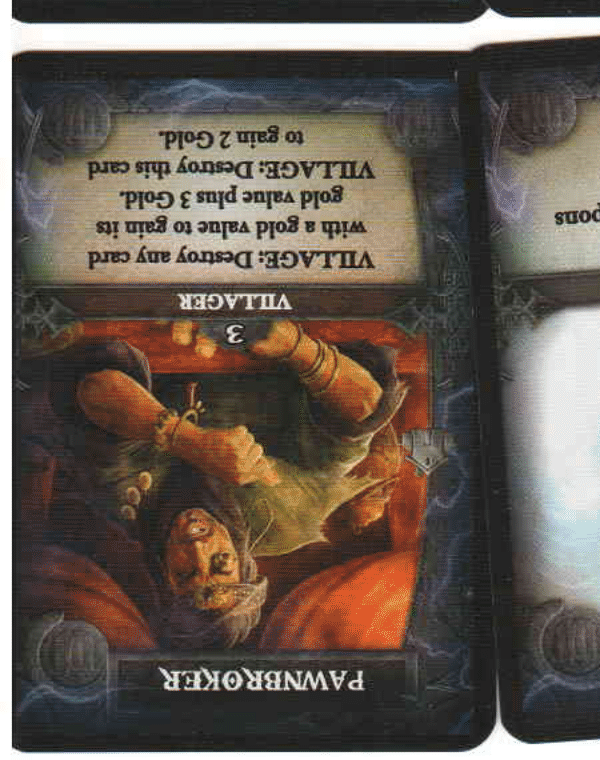 PAWNBROKER
3
VILLAGER
VILLAGE: Destroy any card
with a gold value to gain its
gold value plus 3 Gold.
VILLAGE: Destroy this card
to gain 2 Gold.